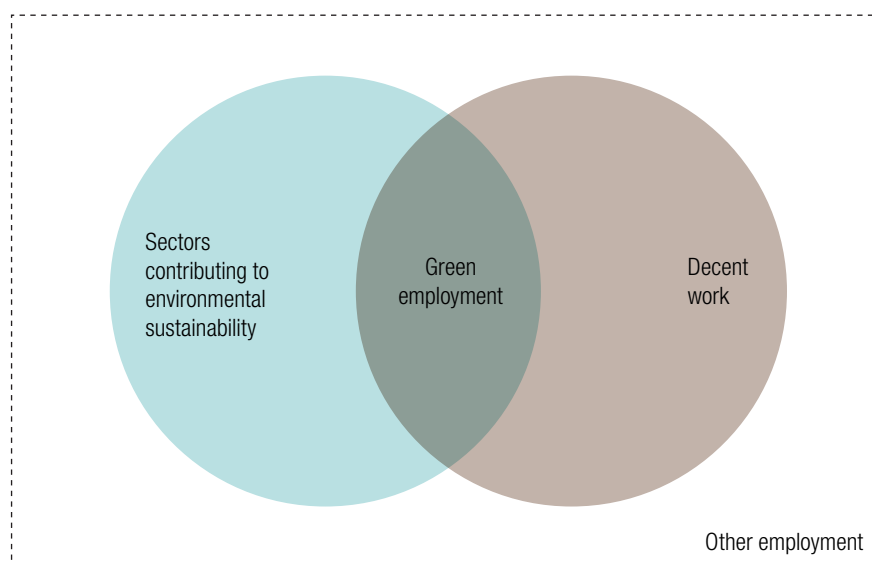 Sectors
contributing to
environmental
sustainability
Green
employment
Decent
work
Other employment